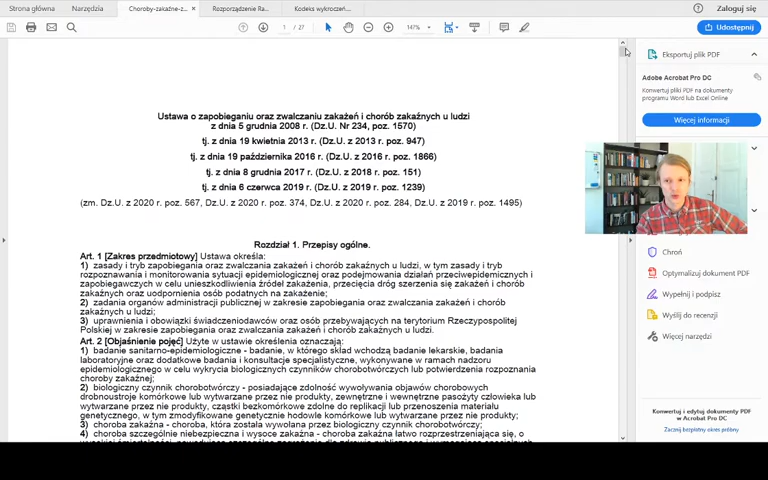 Strona główna Narzędzia Choroby-zakaźne-z... × Rozporządzenie Ra... Kodeks wykroczeń... Zaloguj się
1 / 27 147% Udostępnij
Ustawa o zapobieganiu oraz zwalczaniu zakażeń i chorób zakaźnych u ludzi
z dnia 5 grudnia 2008 r. (Dz.U. Nr 234, poz. 1570)
tj. z dnia 19 kwietnia 2013 r. (Dz.U. z 2013 r. poz. 947)
tj. z dnia 19 października 2016 r. (Dz.U. z 2016 r. poz. 1866)
tj. z dnia 8 grudnia 2017 r. (Dz.U. z 2018 r. poz. 151)
tj. z dnia 6 czerwca 2019 r. (Dz.U. z 2019 r. poz. 1239)
(zm. Dz.U. z 2020 r. poz. 567, Dz.U. z 2020 r. poz. 374, Dz.U. z 2020 r. poz. 284, Dz.U. z 2019 r. poz. 1495)
Rozdział 1. Przepisy ogólne.
Art. 1 [Zakres przedmiotowy] Ustawa określa:
1) zasady i tryb zapobiegania oraz zwalczania zakażeń i chorób zakaźnych u ludzi, w tym zasady i tryb
rozpoznawania i monitorowania sytuacji epidemiologicznej oraz podejmowania działań przeciwepidemicznych i
zapobiegawczych w celu unieszkodliwienia źródeł zakażenia, przecięcia dróg szerzenia się zakażeń i chorób
zakaźnych oraz uodpornienia osób podatnych na zakażenie;
2) zadania organów administracji publicznej w zakresie zapobiegania oraz zwalczania zakażeń i chorób
zakaźnych u ludzi;
3) uprawnienia i obowiązki świadczeniodawców oraz osób przebywających na terytorium Rzeczypospolitej
Polskiej w zakresie zapobiegania oraz zwalczania zakażeń i chorób zakaźnych u ludzi.
Art. 2 [Objaśnienie pojęć] Użyte w ustawie określenia oznaczają:
1) badanie sanitarno-epidemiologiczne - badanie, w którego skład wchodzą badanie lekarskie, badania
laboratoryjne oraz dodatkowe badania i konsultacje specjalistyczne, wykonywane w ramach nadzoru
epidemiologicznego w celu wykrycia biologicznych czynników chorobotwórczych lub potwierdzenia rozpoznania
choroby zakaźnej;
2) biologiczny czynnik chorobotwórczy - posiadające zdolność wywoływania objawów chorobowych
drobnoustroje komórkowe lub wytwarzane przez nie produkty, zewnętrzne i wewnętrzne pasożyty człowieka lub
wytwarzane przez nie produkty, cząstki bezkomórkowe zdolne do replikacji lub przenoszenia materiału
genetycznego, w tym zmodyfikowane genetycznie hodowle komórkowe lub wytwarzane przez nie produkty;
3) choroba zakaźna - choroba, która została wywołana przez biologiczny czynnik chorobotwórczy;
4) choroba szczególnie niebezpieczna i wysoce zakaźna - choroba zakaźna łatwo rozprzestrzeniająca się, o
Eksportuj plik PDF
Adobe Acrobat Pro DC
Konwertuj pliki PDF na dokumenty
programu Word lub Excel Online
Więcej informacji
Chroń
Optymalizuj dokument PDF
Wypełnij i podpisz
Wyślij do recenzji
Więcej narzędzi
Konwertuj i edytuj dokumenty PDF
w Acrobat Pro DC
Zacznij bezpłatny okres próbny